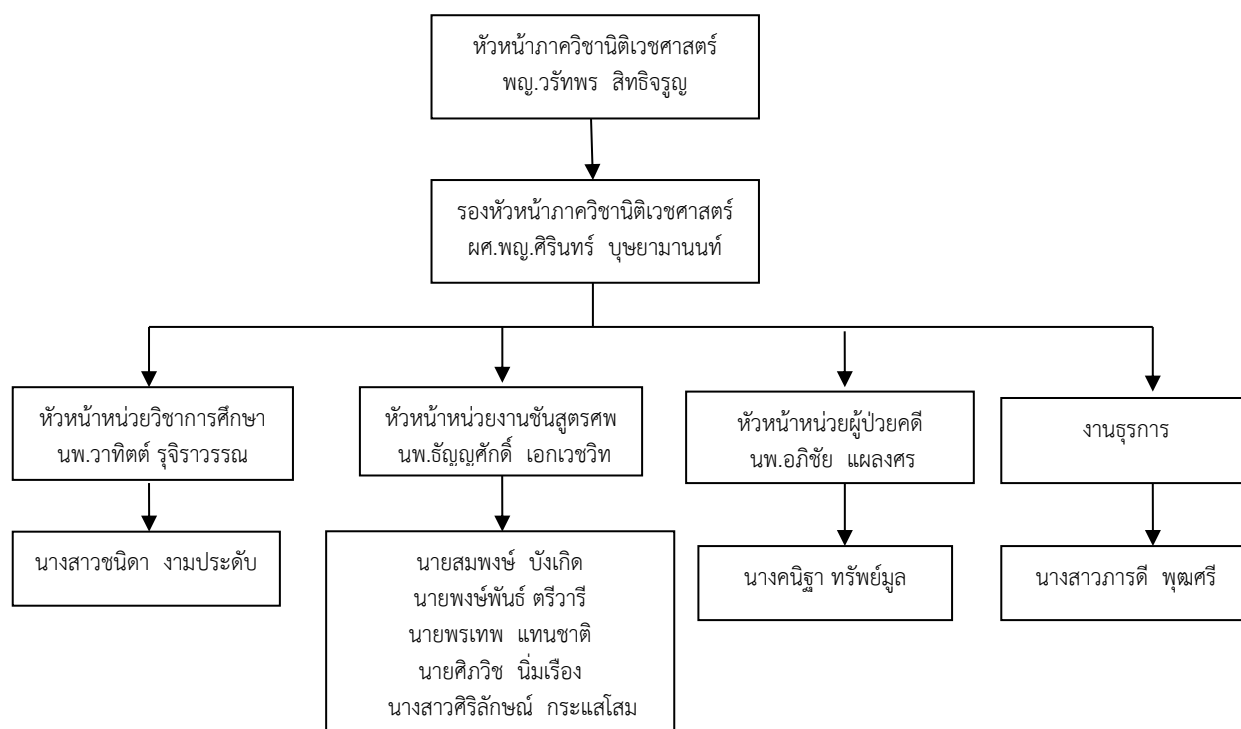 หัวหน้าภาควิชานิติเวชศาสตร์
พญ.วรัทพร  สิทธิจรูญ
รองหัวหน้าภาควิชานิติเวชศาสตร์
ผศ.พญ.ศิรินทร์  บุษยามานนท์
หัวหน้าหน่วยวิชาการศึกษา
นพ.วาทิตต์ รุจิราวรรณ
หัวหน้าหน่วยงานชันสูตรศพ
นพ.ธัญญศักดิ์  เอกเวชวิท
หัวหน้าหน่วยผู้ป่วยคดี
นพ.อภิชัย  แผลงศร
งานธุรการ
นางสาวชนิดา  งามประดับ
นายสมพงษ์  บังเกิด
นายพงษ์พันธ์ ตรีวารี
นายพรเทพ  แทนชาติ
นายศิภวิช  นิ่มเรือง
นางสาวศิริลักษณ์  กระแสโสม
นางคนิฐา ทรัพย์มูล
นางสาวภารดี  พุฒศรี